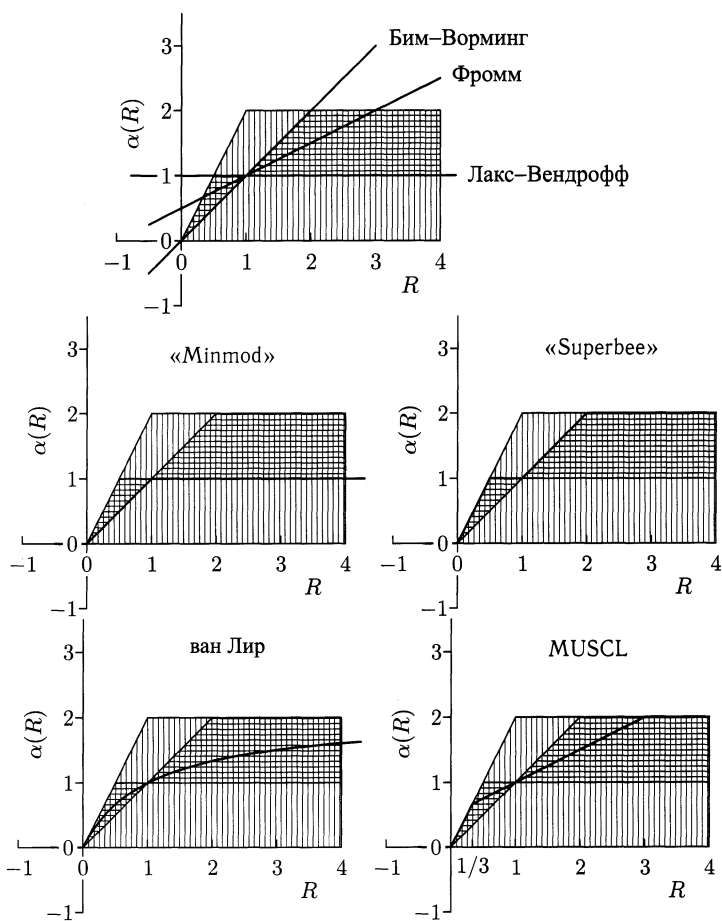 3
Бим–Ворминг
Фромм
α(R)
2
1
Лакс–Вендрофф
0
−1 0 1 2 3 4
R
−1
3
«Minmod»
α(R)
2
1
0
−1 0 1 2 3 4
R
−1
3
«Superbee»
α(R)
2
1
0
−1 0 1 2 3 4
R
−1
3
ван Лир
α(R)
2
1
0
−1 0 1 2 3 4
R
−1
3
MUSCL
α(R)
2
1
0
−1 1/3 1 2 3 4
R
−1